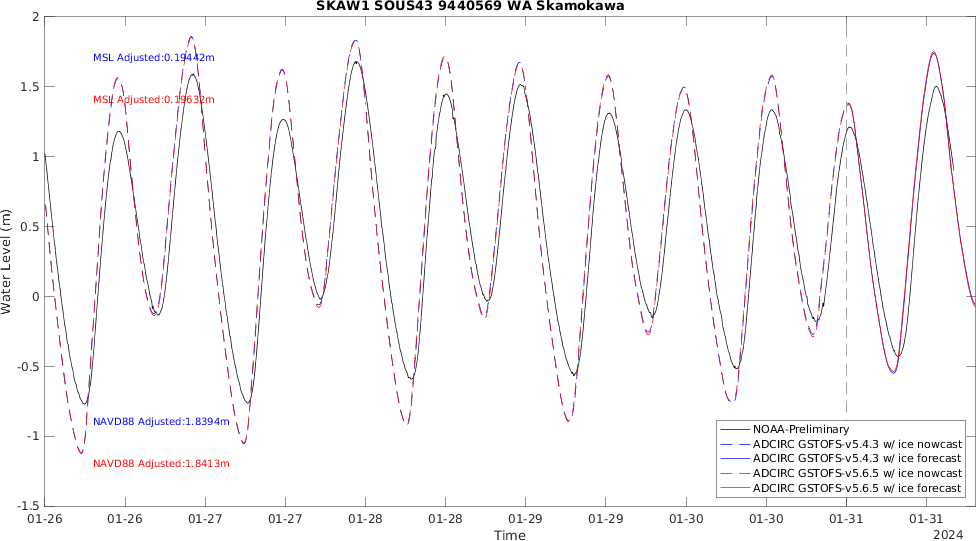 SKAW1 SOUS43 9440569 WA Skamokawa
2
1.5
1
0.5
0
-0.5
-1
-1.5
Water Level (m)
MSL Adjusted:0.19442m
MSL Adjusted:0.19632m
NAVD88 Adjusted:1.8394m
NAVD88 Adjusted:1.8413m
NOAA-Preliminary
ADCIRC GSTOFS-v5.4.3 w/ ice nowcast
ADCIRC GSTOFS-v5.4.3 w/ ice forecast
ADCIRC GSTOFS-v5.6.5 w/ ice nowcast
ADCIRC GSTOFS-v5.6.5 w/ ice forecast
01-26 01-26 01-27 01-27 01-28 01-28 01-29 01-29 01-30 01-30 01-31 01-31
2024
Time